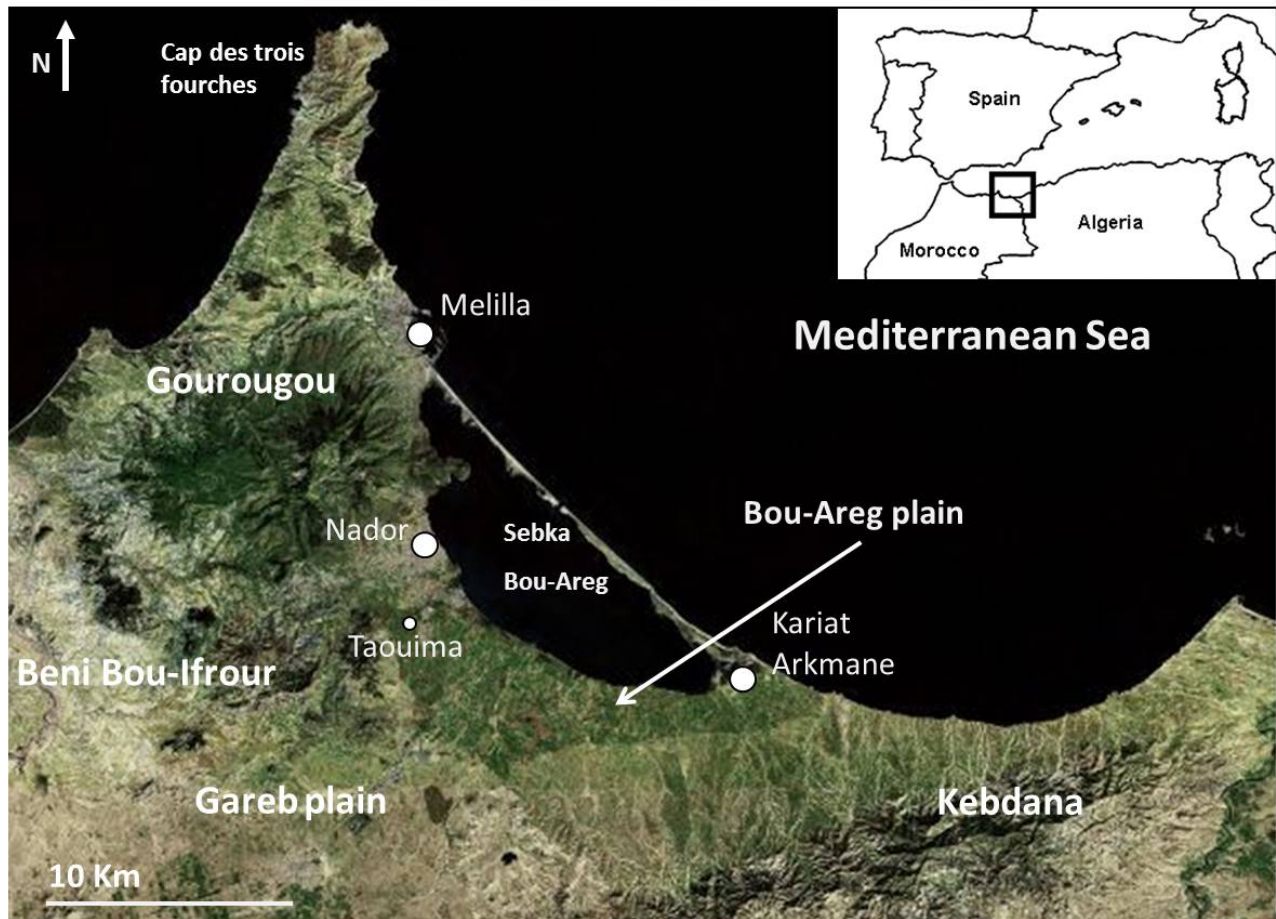 N
Cap des trois
fourches
Spain
Morocco
Algeria
Melilla
Mediterranean Sea
Gourougou
Bou-Areg plain
Nador
Sebka
Bou-Areg
Kariat
Arkmane
Taouima
Beni Bou-Ifrour
Gareb plain
Kebdana
10 Km